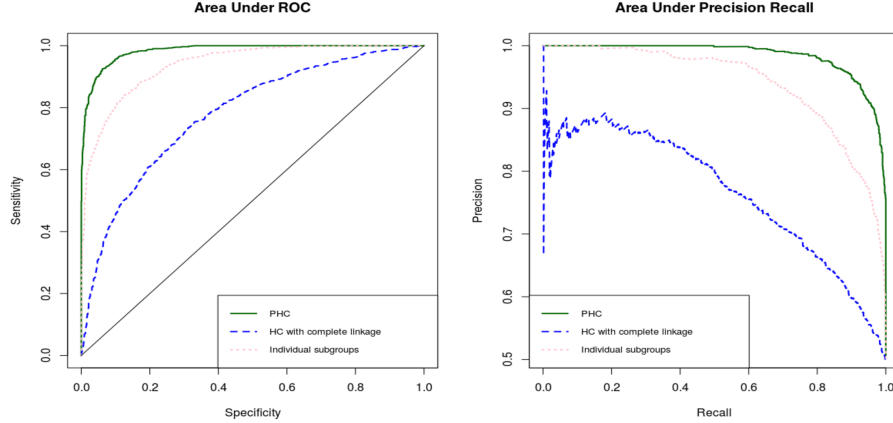 Area Under ROC
Sensitivity
0.0 0.2 0.4 0.6 0.8 1.0
PHC
HC with complete linkage
Individual subgroups
0.0 0.2 0.4 0.6 0.8 1.0
Specificity
Area Under Precision Recall
Precision
0.5 0.6 0.7 0.8 0.9 1.0
PHC
HC with complete linkage
Individual subgroups
0.0 0.2 0.4 0.6 0.8 1.0
Recall